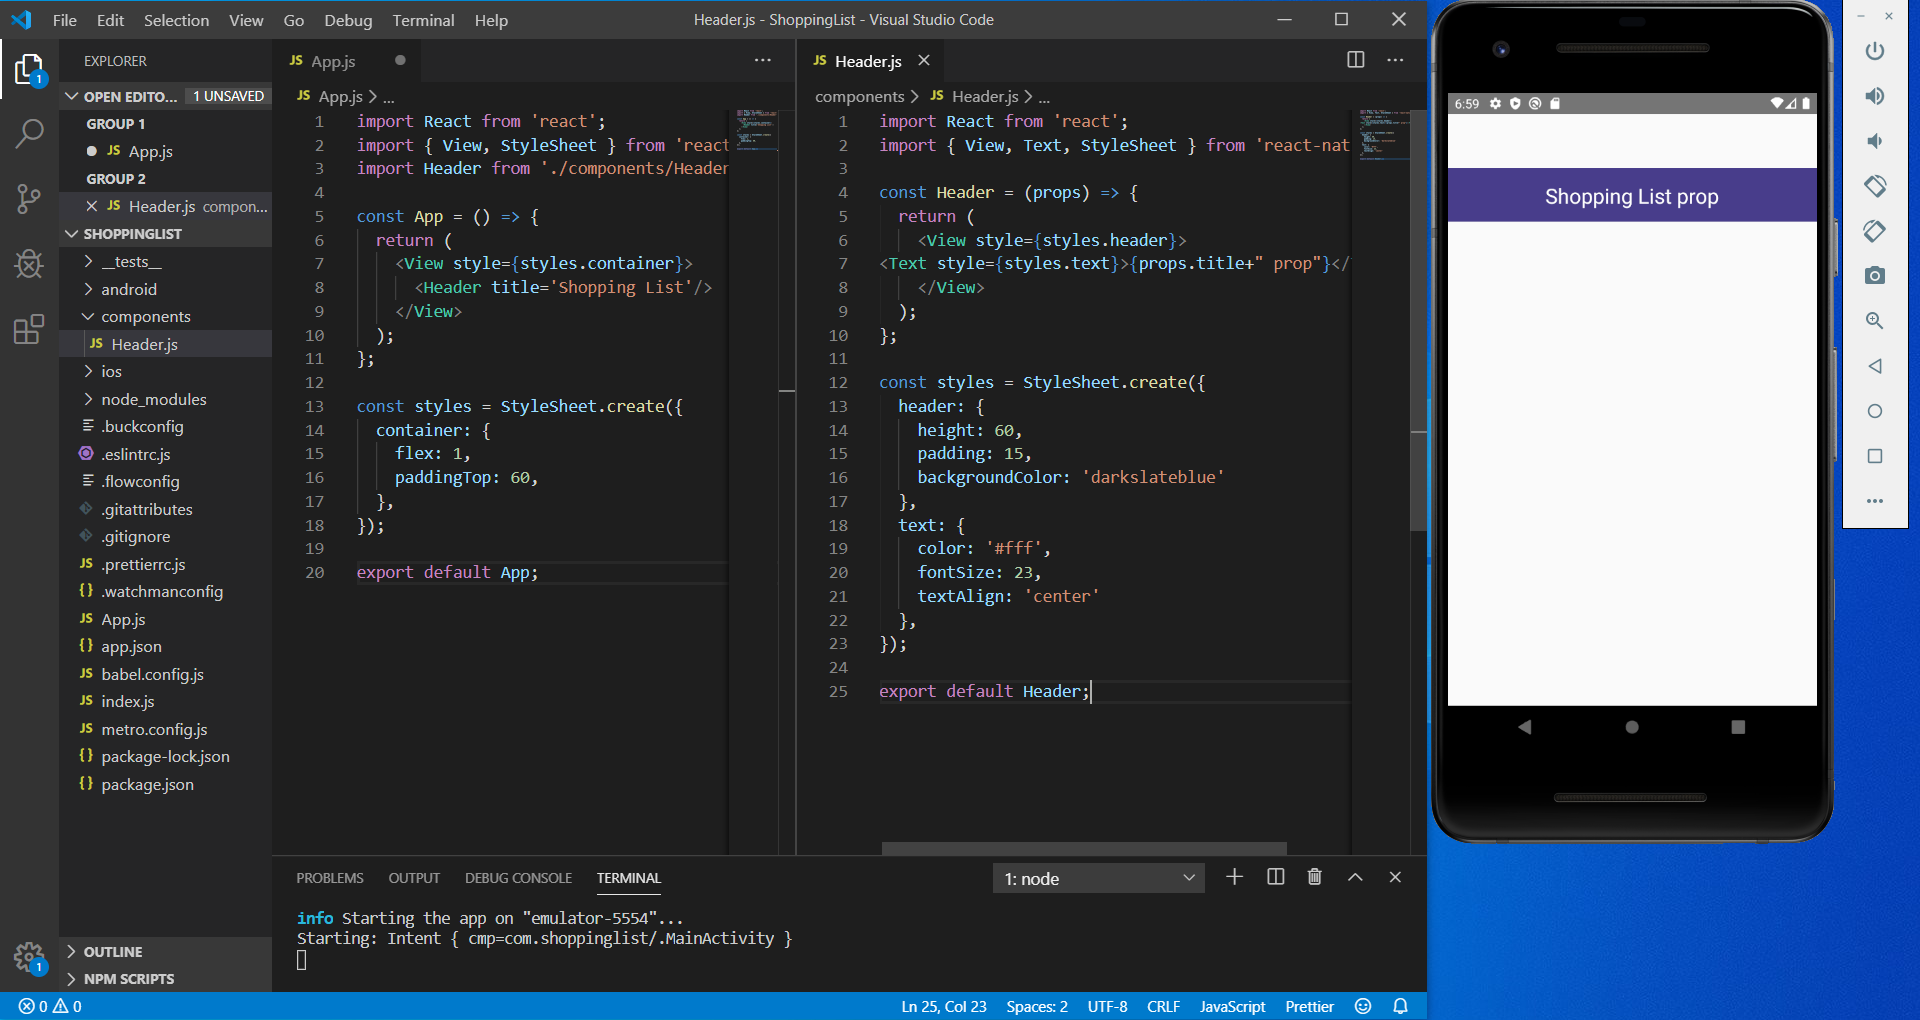 File Edit Selection View Go Debug Terminal Help
Header.js - ShoppingList - Visual Studio Code
EXPLORER
OPEN EDITO... 1 UNSAVED
GROUP 1
JS App.js
GROUP 2
JS Header.js compon...
SHOPPINGLIST
__tests__
android
components
JS Header.js
ios
node_modules
.buckconfig
.eslintrc.js
.flowconfig
.gitattributes
.gitignore
JS .prettierrc.js
{} .watchmanconfig
JS App.js
{} app.json
JS babel.config.js
JS index.js
JS metro.config.js
{} package-lock.json
{} package.json
OUTLINE
NPM SCRIPTS
1
1
JS App.js
JS App.js > ...
1 import React from 'react';
2 import { View, StyleSheet } from 'react
3 import Header from './components/Header
4
5 const App = () => {
6 return (
7 <View style={styles.container}>
8 <Header title='Shopping List'/>
9 </View>
10 );
11 };
12
13 const styles = StyleSheet.create({
14 container: {
15 flex: 1,
16 paddingTop: 60,
17 },
18 });
19
20 export default App;
JS Header.js
components > JS Header.js > ...
1 import React from 'react';
2 import { View, Text, StyleSheet } from 'react-nat
3
4 const Header = (props) => {
5 return (
6 <View style={styles.header}>
7 <Text style={styles.text}>{props.title+" prop"}</
8 </View>
9 );
10 };
11
12 const styles = StyleSheet.create({
13 header: {
14 height: 60,
15 padding: 15,
16 backgroundColor: 'darkslateblue'
17 },
18 text: {
19 color: '#fff',
20 fontSize: 23,
21 textAlign: 'center'
22 },
23 });
24
25 export default Header;
PROBLEMS OUTPUT DEBUG CONSOLE TERMINAL
1: node
info Starting the app on "emulator-5554"...
Starting: Intent { cmp=com.shoppinglist/.MainActivity }
0 0
Ln 25, Col 23 Spaces: 2 UTF-8 CRLF JavaScript Prettier
6:59
Shopping List prop